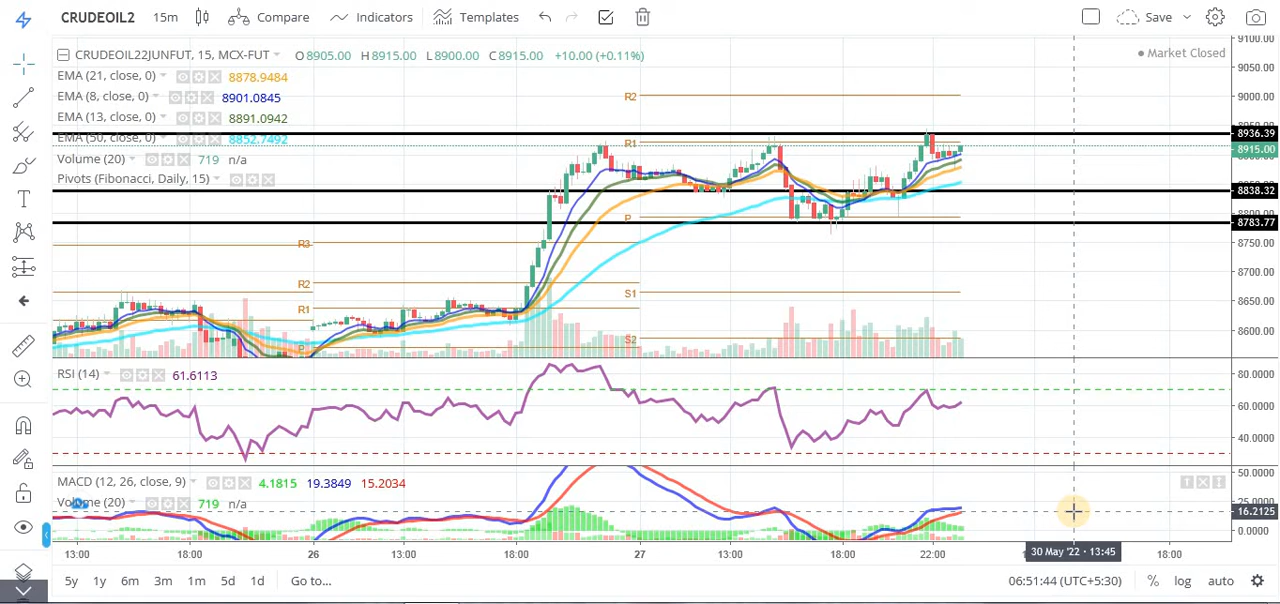 CRUDEOIL2 15m Compare Indicators Templates Save
CRUDEOIL22JUNFUT, 15, MCX-FUT O8905.00 H8915.00 L8900.00 C8915.00 +10.00 (+0.11%)
Market Closed
EMA (21, close, 0) 8878.9484
EMA (8, close, 0) 8901.0845
EMA (13, close, 0) 8891.0942
EMA (50, close, 0) 8852.7492
Volume (20) 719 n/a
Pivots (Fibonacci, Daily, 15)
R3
R2
R1
P
R2
R1
P
S1
S2
9100.00
9050.00
9000.00
8936.39
8915.00
8838.32
8783.77
8750.00
8700.00
8650.00
8600.00
RSI (14) 61.6113
80.0000
60.0000
40.0000
MACD (12, 26, close, 9) 4.1815 19.3849 15.2034
Volume (20) 719 n/a
50.0000
16.2125
0.0000
13:00 18:00 26 13:00 18:00 27 13:00 18:00 22:00 30 May '22 · 13:45 18:00
5y 1y 6m 3m 1m 5d 1d Go to... 06:51:44 (UTC+5:30) % log auto